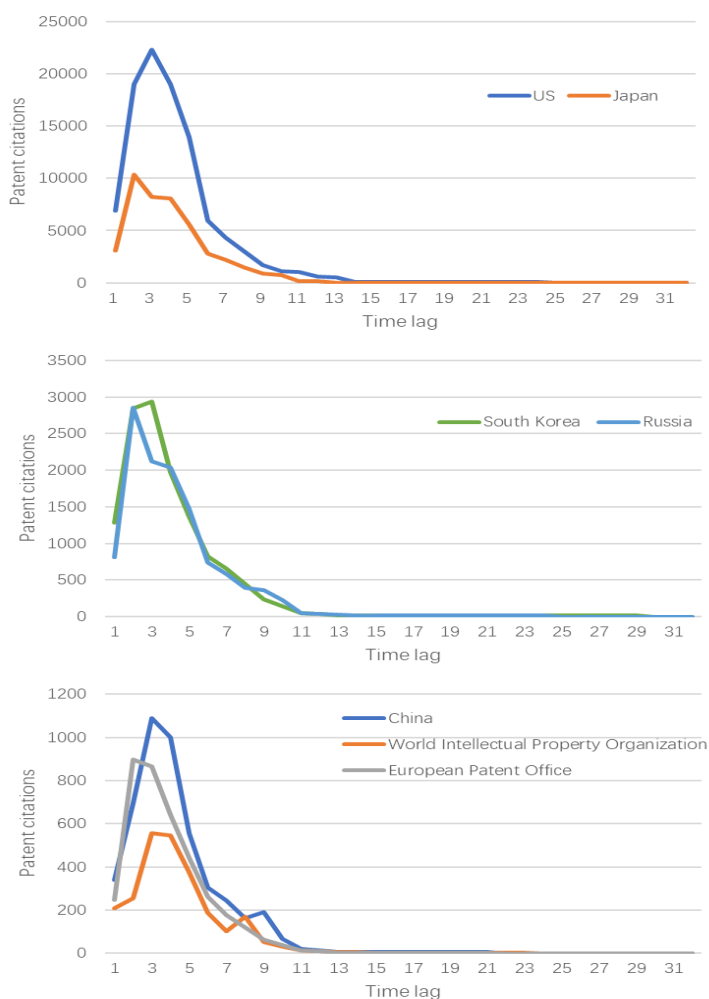 25000
20000
15000
10000
5000
0
Patent citations
US Japan
1 3 5 7 9 11 13 15 17 19 21 23 25 27 29 31
Time lag
3500
3000
2500
2000
1500
1000
500
0
Patent citations
South Korea Russia
1 3 5 7 9 11 13 15 17 19 21 23 25 27 29 31
Time lag
1200
1000
800
600
400
200
0
Patent citations
China
World Intellectual Property Organization
European Patent Office
1 3 5 7 9 11 13 15 17 19 21 23 25 27 29 31
Time lag